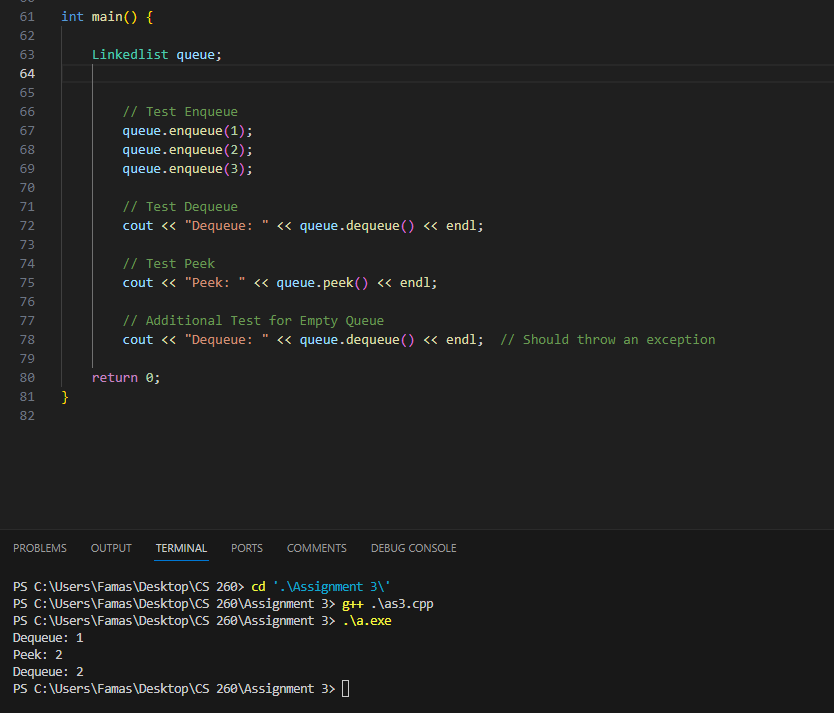 61 int main() {
62
63 Linkedlist queue;
64
65
66 // Test Enqueue
67 queue.enqueue(1);
68 queue.enqueue(2);
69 queue.enqueue(3);
70
71 // Test Dequeue
72 cout << "Dequeue: " << queue.dequeue() << endl;
73
74 // Test Peek
75 cout << "Peek: " << queue.peek() << endl;
76
77 // Additional Test for Empty Queue
78 cout << "Dequeue: " << queue.dequeue() << endl;  // Should throw an exception
79
80 return 0;
81 }
82
PROBLEMS OUTPUT TERMINAL PORTS COMMENTS DEBUG CONSOLE
PS C:\Users\Famas\Desktop\CS 260> cd '.\Assignment 3\'
PS C:\Users\Famas\Desktop\CS 260\Assignment 3> g++ .\as3.cpp
PS C:\Users\Famas\Desktop\CS 260\Assignment 3> .\a.exe
Dequeue: 1
Peek: 2
Dequeue: 2
PS C:\Users\Famas\Desktop\CS 260\Assignment 3>